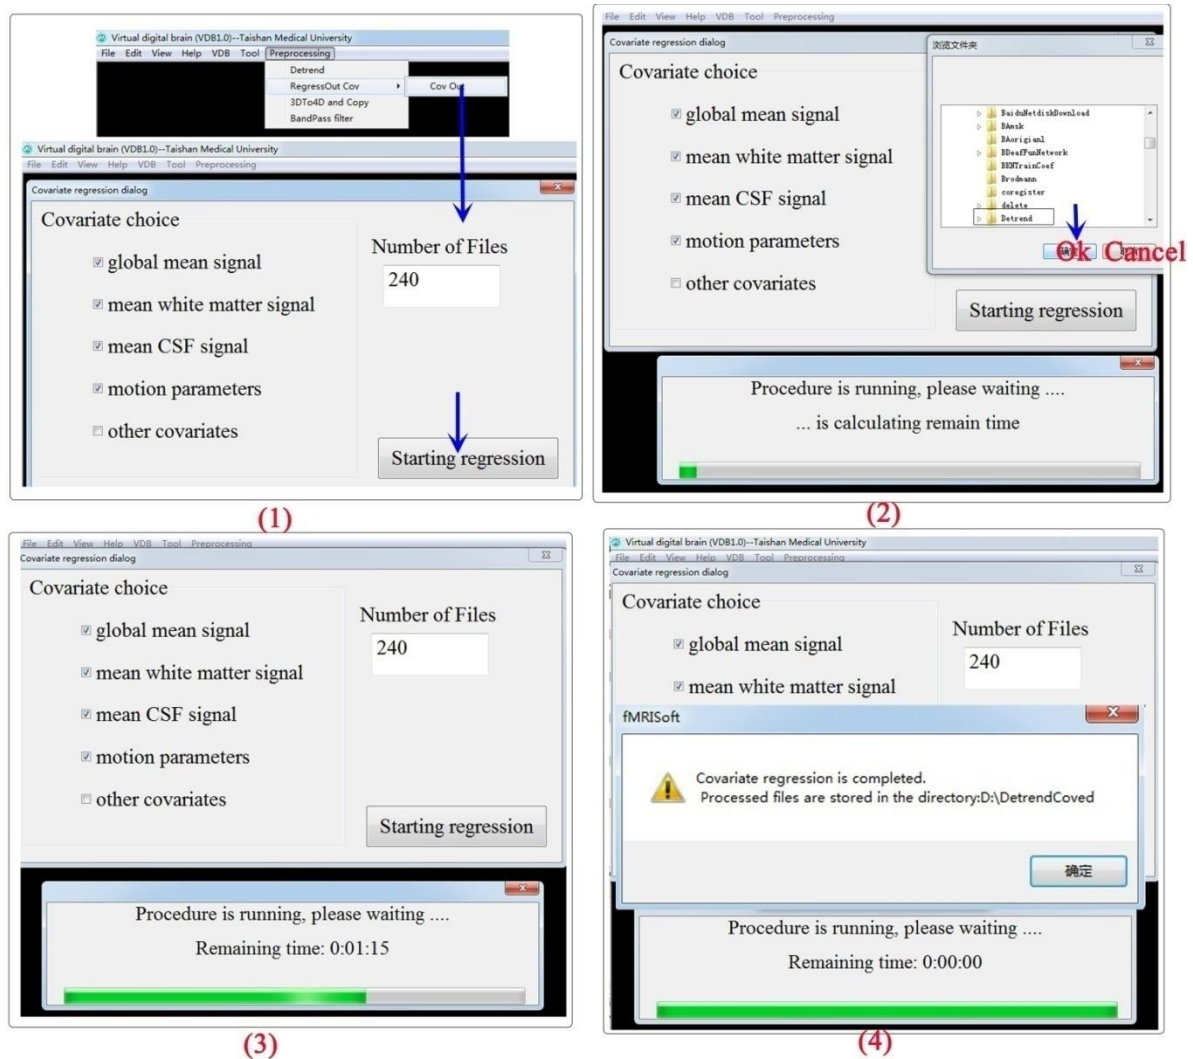 Virtual digital brain (VDB1.0)--Taishan Medical University
File Edit View Help VDB Tool Preprocessing
Detrend
RegressOut Cov
Cov Out
3DTo4D and Copy
BandPass filter
Virtual digital brain (VDB1.0)--Taishan Medical University
File Edit View Help VDB Tool Preprocessing
Covariate regression dialog
Covariate choice
global mean signal
mean white matter signal
mean CSF signal
motion parameters
other covariates
Number of Files
240
Starting regression
(1)
File Edit View Help VDB Tool Preprocessing
Covariate regression dialog
Covariate choice
global mean signal
mean white matter signal
mean CSF signal
motion parameters
other covariates
浏览文件夹
BaiduNetdiskDownload
BAmsk
BAorigianl
BDeafFunNetwork
BKNTrainCoef
Brodmann
coregister
delete
Detrend
Ok Cancel
Starting regression
Procedure is running, please waiting ....
... is calculating remain time
(2)
File Edit View Help VDB Tool Preprocessing
Covariate regression dialog
Covariate choice
global mean signal
mean white matter signal
mean CSF signal
motion parameters
other covariates
Number of Files
240
Starting regression
Procedure is running, please waiting ....
Remaining time: 0:01:15
(3)
Virtual digital brain (VDB1.0)--Taishan Medical University
File Edit View Help VDB Tool Preprocessing
Covariate regression dialog
Covariate choice
global mean signal
mean white matter signal
Number of Files
240
fMRISoft
Covariate regression is completed.
Processed files are stored in the directory:D:\DetrendCoved
确定
Procedure is running, please waiting ....
Remaining time: 0:00:00
(4)